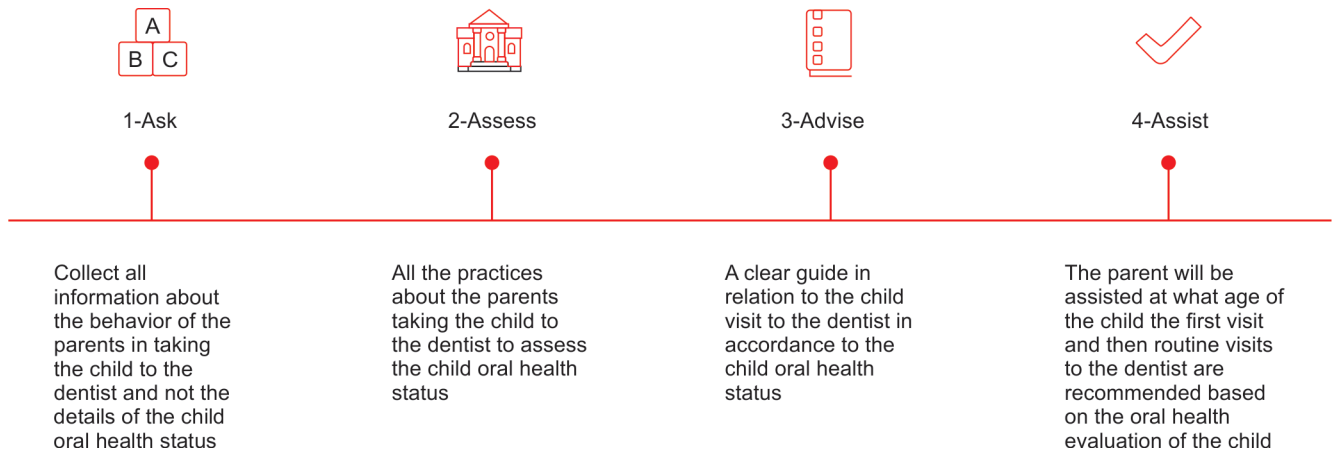 A
B C
1-Ask
2-Assess
3-Advise
4-Assist
Collect all
information about
the behavior of the
parents in taking
the child to the
dentist and not the
details of the child
oral health status
All the practices
about the parents
taking the child to
the dentist to assess
the child oral health
status
A clear guide in
relation to the child
visit to the dentist in
accordance to the
child oral health
status
The parent will be
assisted at what age of
the child the first visit
and then routine visits
to the dentist are
recommended based
on the oral health
evaluation of the child